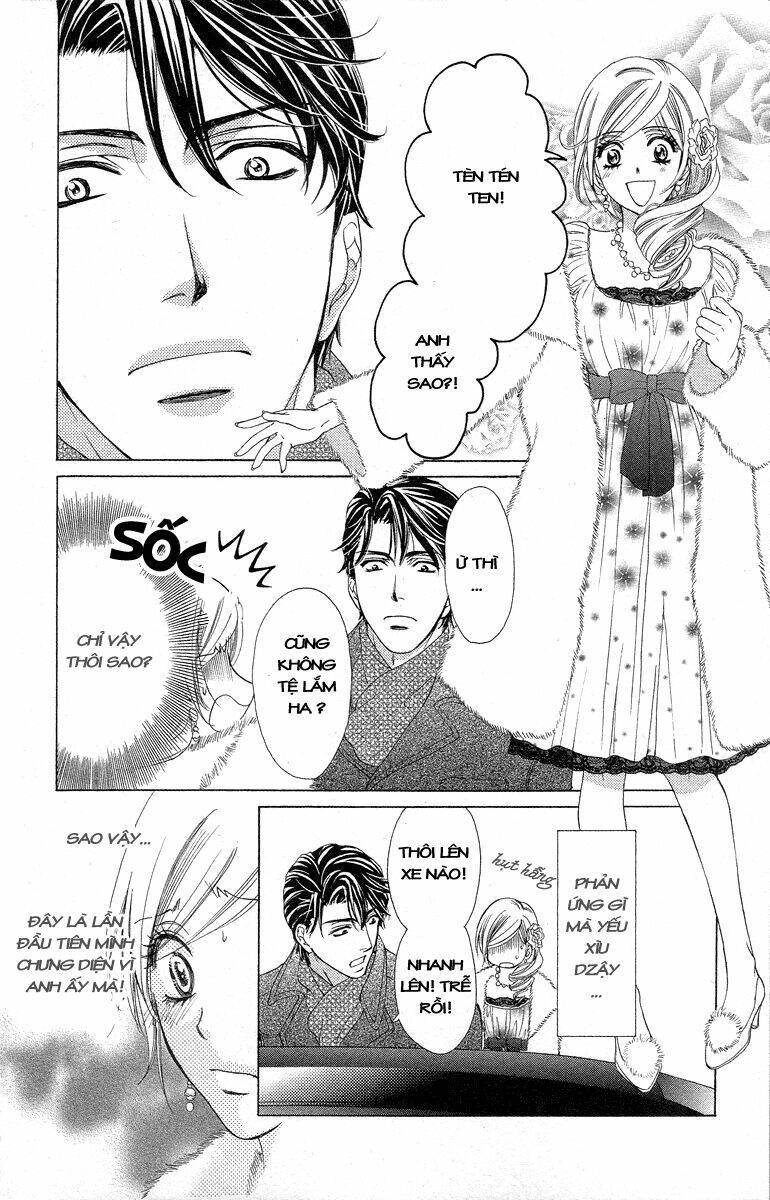 TÈN TÉN
TEN!
ANH
THẤY
SAO?!
Ừ THÌ
...
CŨNG
KHÔNG
TỆ LẮM
HA ?
SỐC
CHỈ VẬY
THÔI SAO?
PHẢN
ỨNG GÌ
MÀ YẾU
XÌU
DZẬY
...
THÔI LÊN
XE NÀO!
NHANH
LÊN! TRỄ
RỒI!
hụt hẫng
SAO VẬY...
ĐÂY LÀ LẦN
ĐẦU TIÊN MÌNH
CHƯNG DIỆN VÌ
ANH ẤY MÀ!